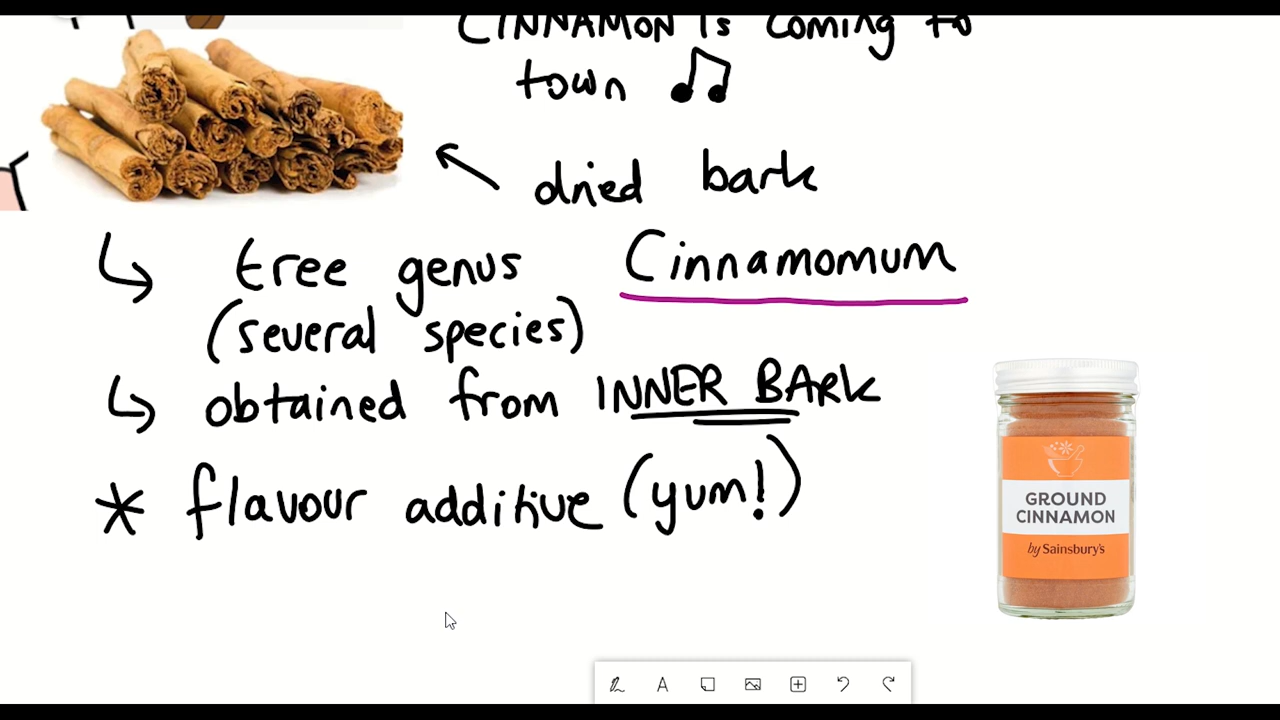 CINNAMON is coming to
town
dried bark
tree genus Cinnamomum
(several species)
obtained from INNER BARK
* flavour additive (yum!)
GROUND
CINNAMON
by Sainsbury's
A